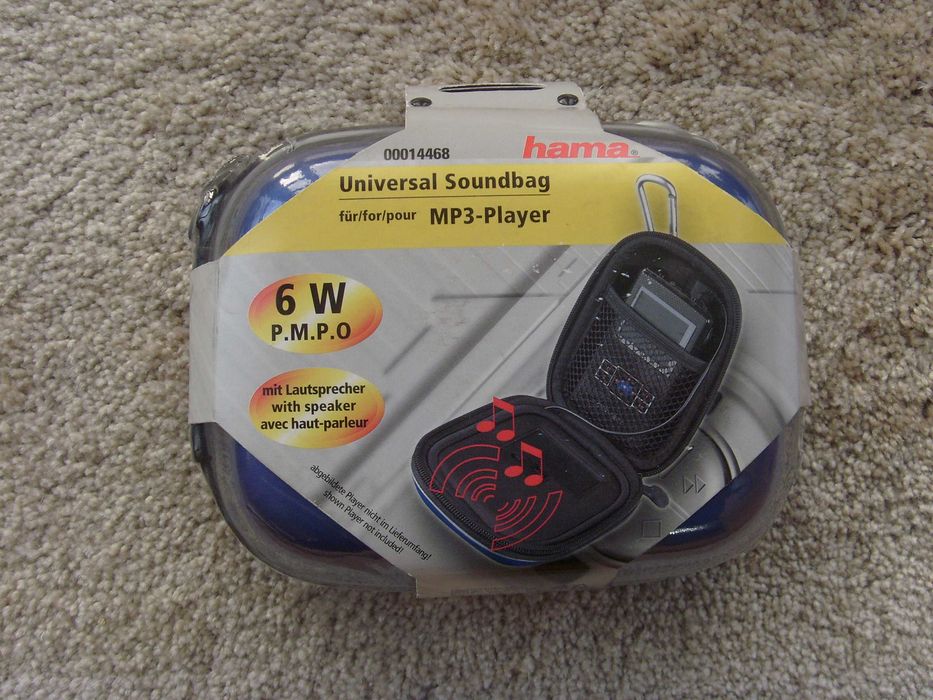 00014468
hama®
Universal Soundbag
für/for/pour MP3-Player
6 W
P.M.P.O
mit Lautsprecher
with speaker
avec haut-parleur
abgebildete Player nicht im Lieferumfang!
shown Player not included!